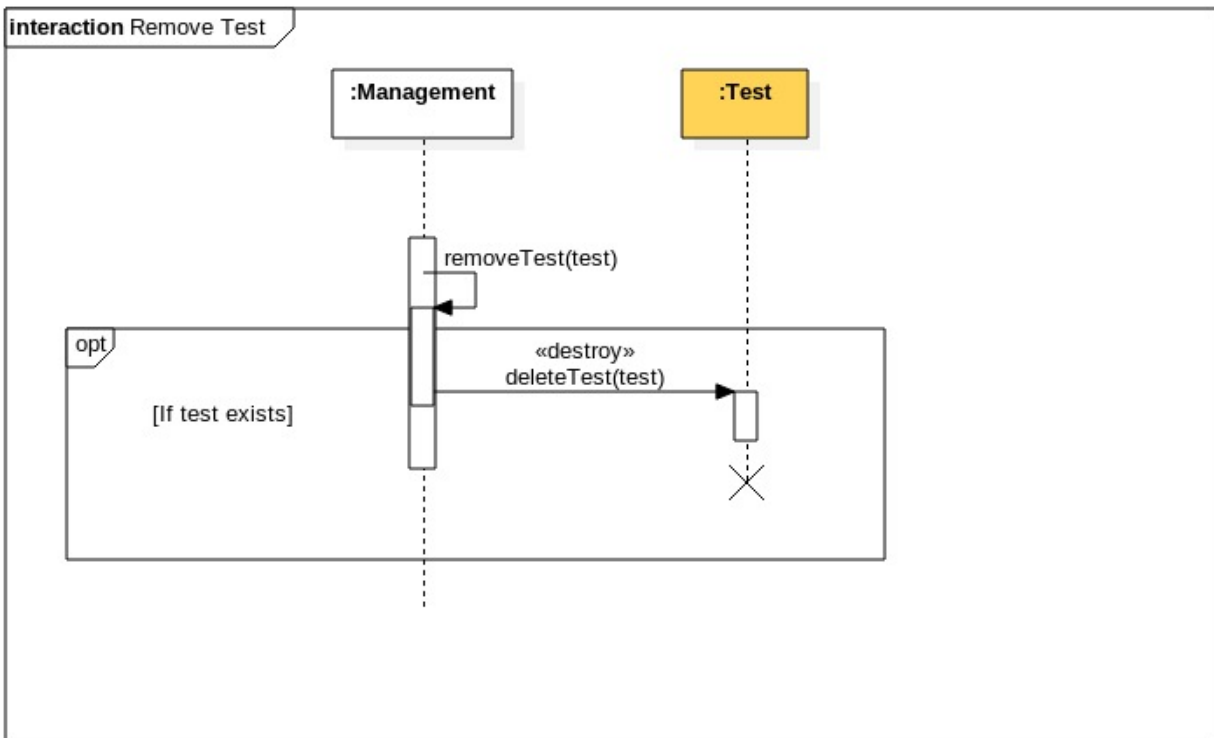 interaction Remove Test
:Management
:Test
removeTest(test)
opt
«destroy»
deleteTest(test)
[If test exists]